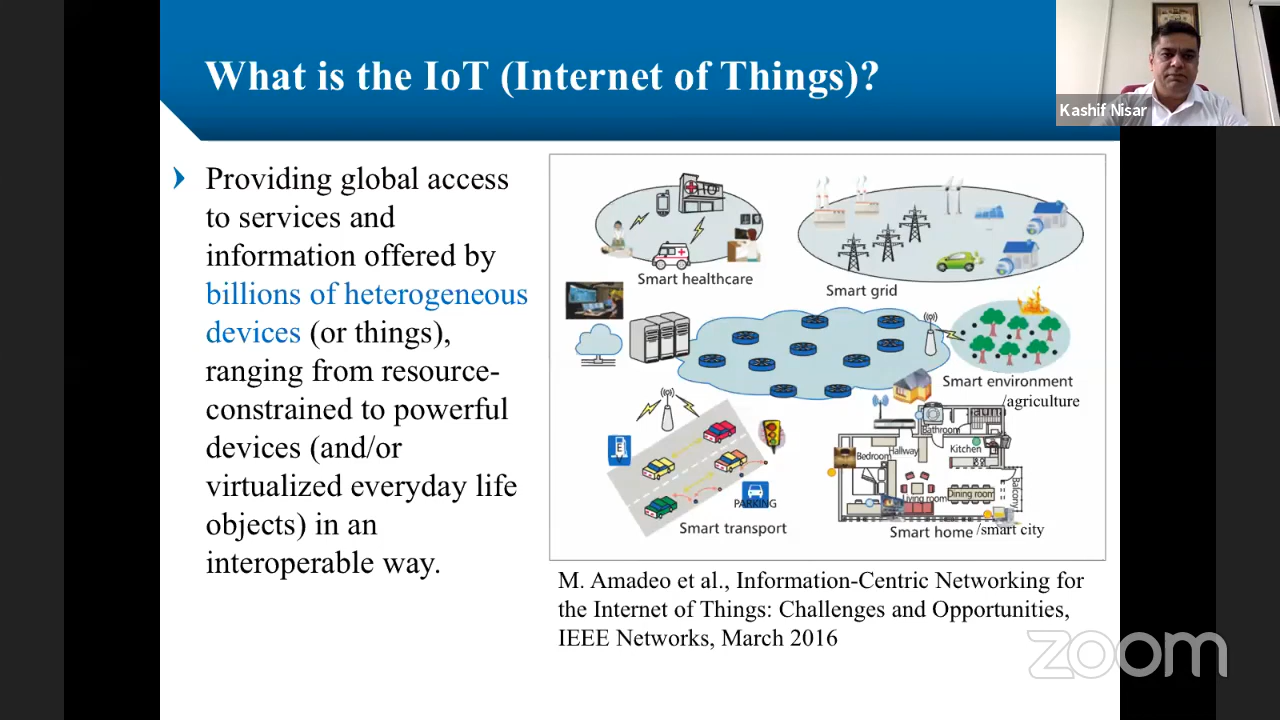 What is the IoT (Internet of Things)?
Kashif Nisar
Providing global access
to services and
information offered by
billions of heterogeneous
devices (or things),
ranging from resource-
constrained to powerful
devices (and/or
virtualized everyday life
objects) in an
interoperable way.
Smart healthcare
Smart grid
Smart environment
/agriculture
PARKING
Smart transport
Bathroom
Hallway
Kitchen
Bedroom
Living room
Dining room
Balcony
Smart home /smart city
M. Amadeo et al., Information-Centric Networking for
the Internet of Things: Challenges and Opportunities,
IEEE Networks, March 2016
zoom